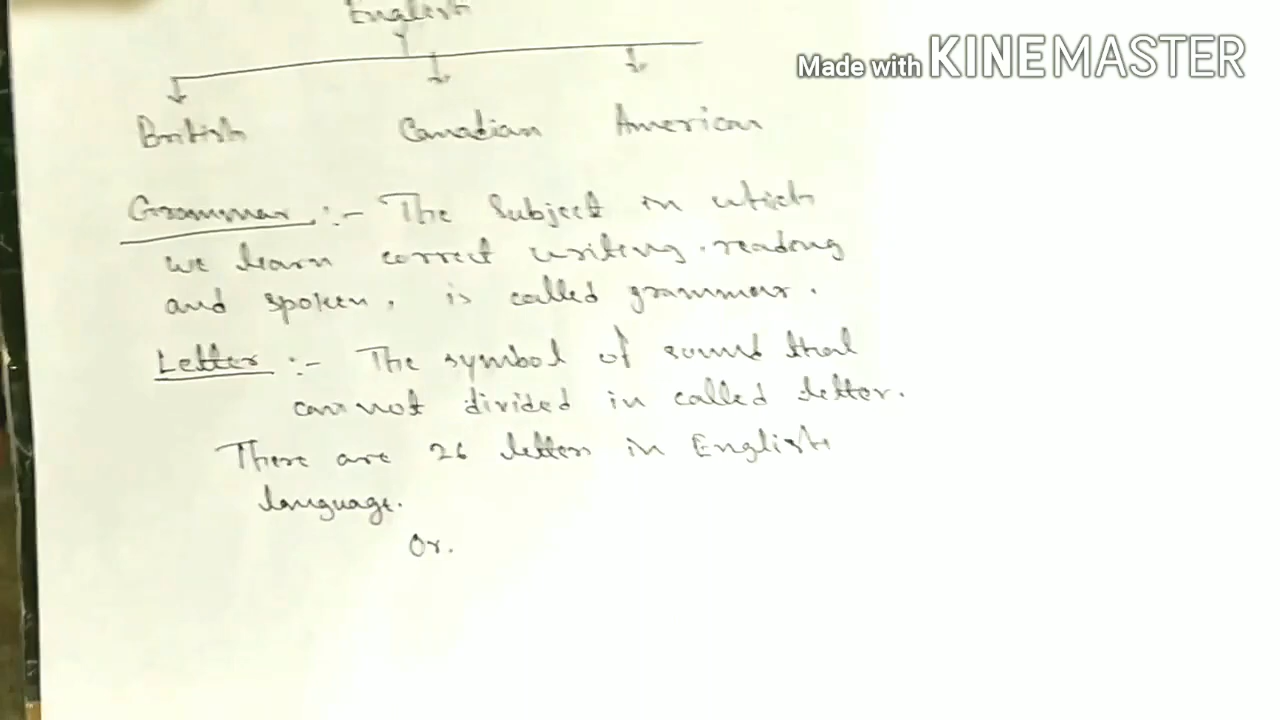 English
Made with KINEMASTER
British Canadian American
Grammar :- The Subject in which
we learn correct writing, reading
and spoken, is called grammar.
Letter :- The symbol of sound that
can not divided in called letter.
There are 26 letters in English
language.
Or.